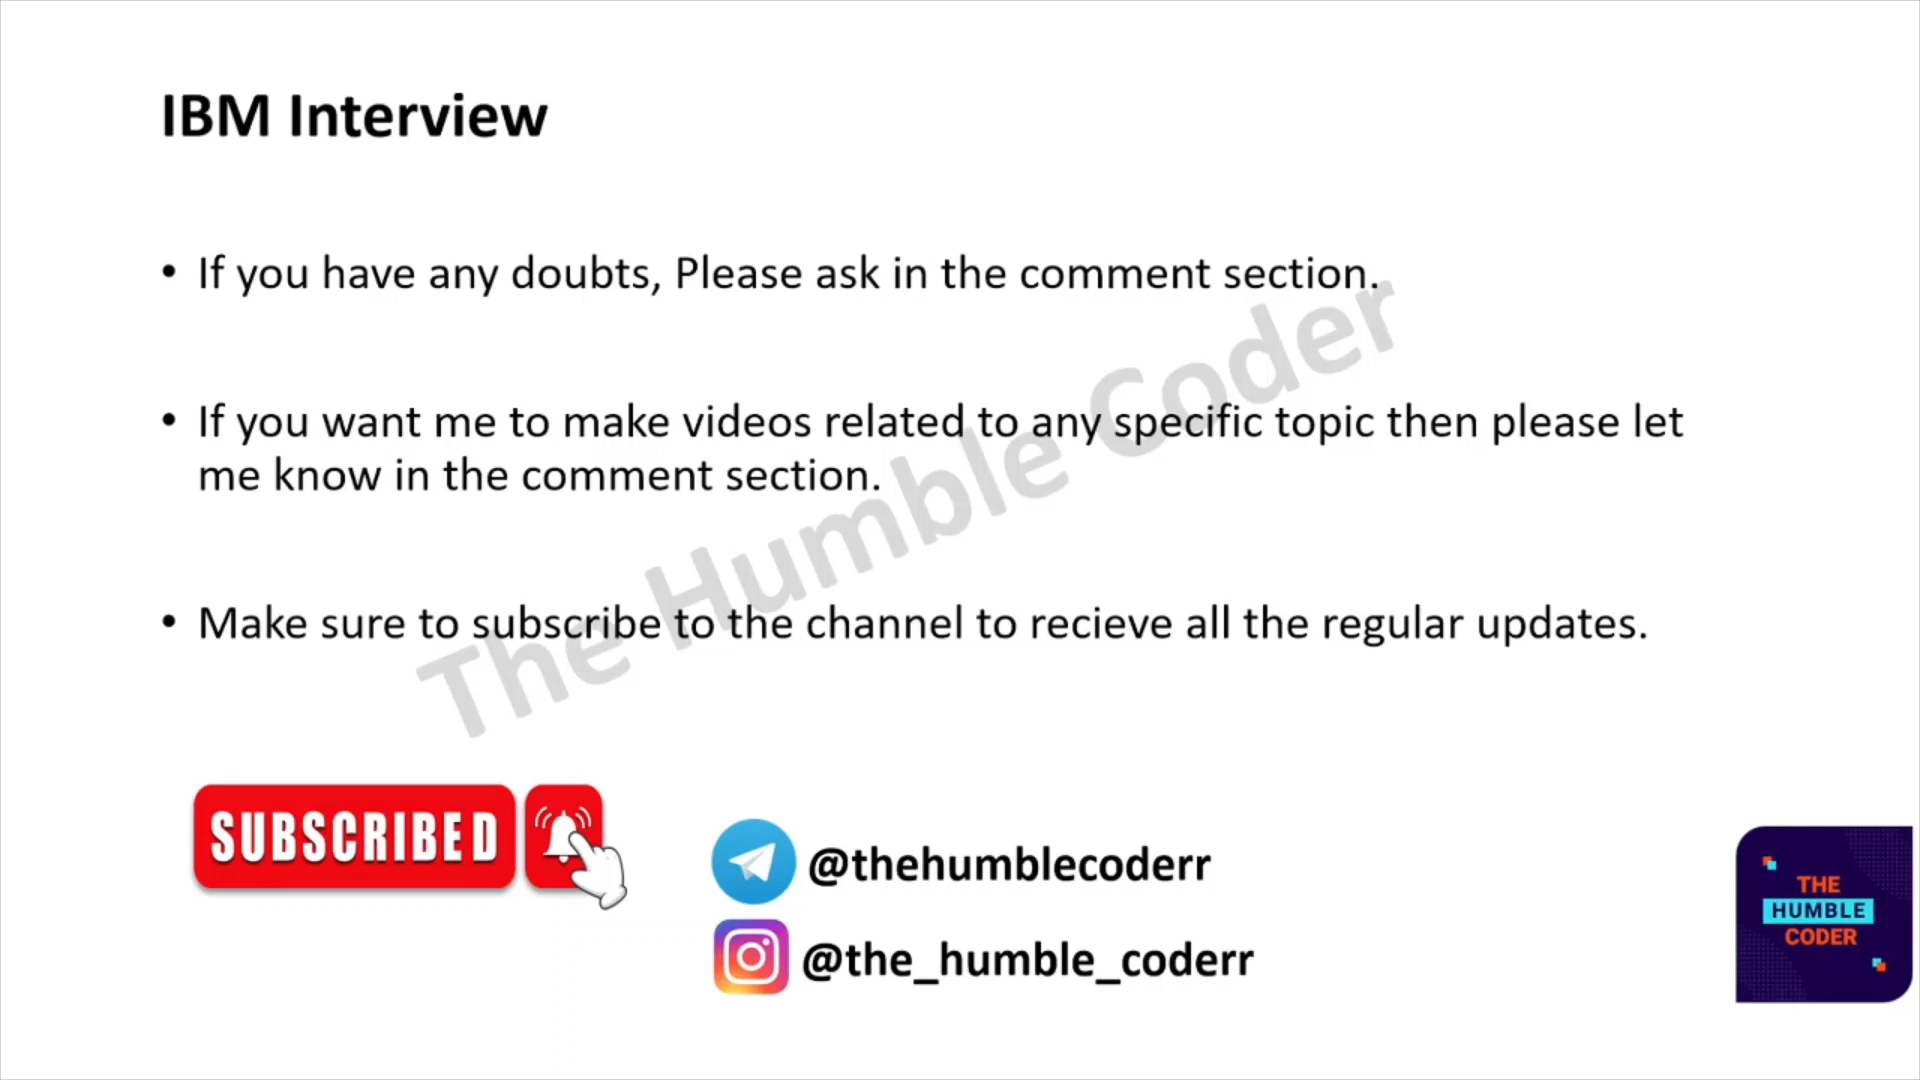 IBM Interview
• If you have any doubts, Please ask in the comment section.
• If you want me to make videos related to any specific topic then please let
me know in the comment section.
• Make sure to subscribe to the channel to recieve all the regular updates.
The Humble Coder
SUBSCRIBED
@thehumblecoderr
@the_humble_coderr
THE
HUMBLE
CODER